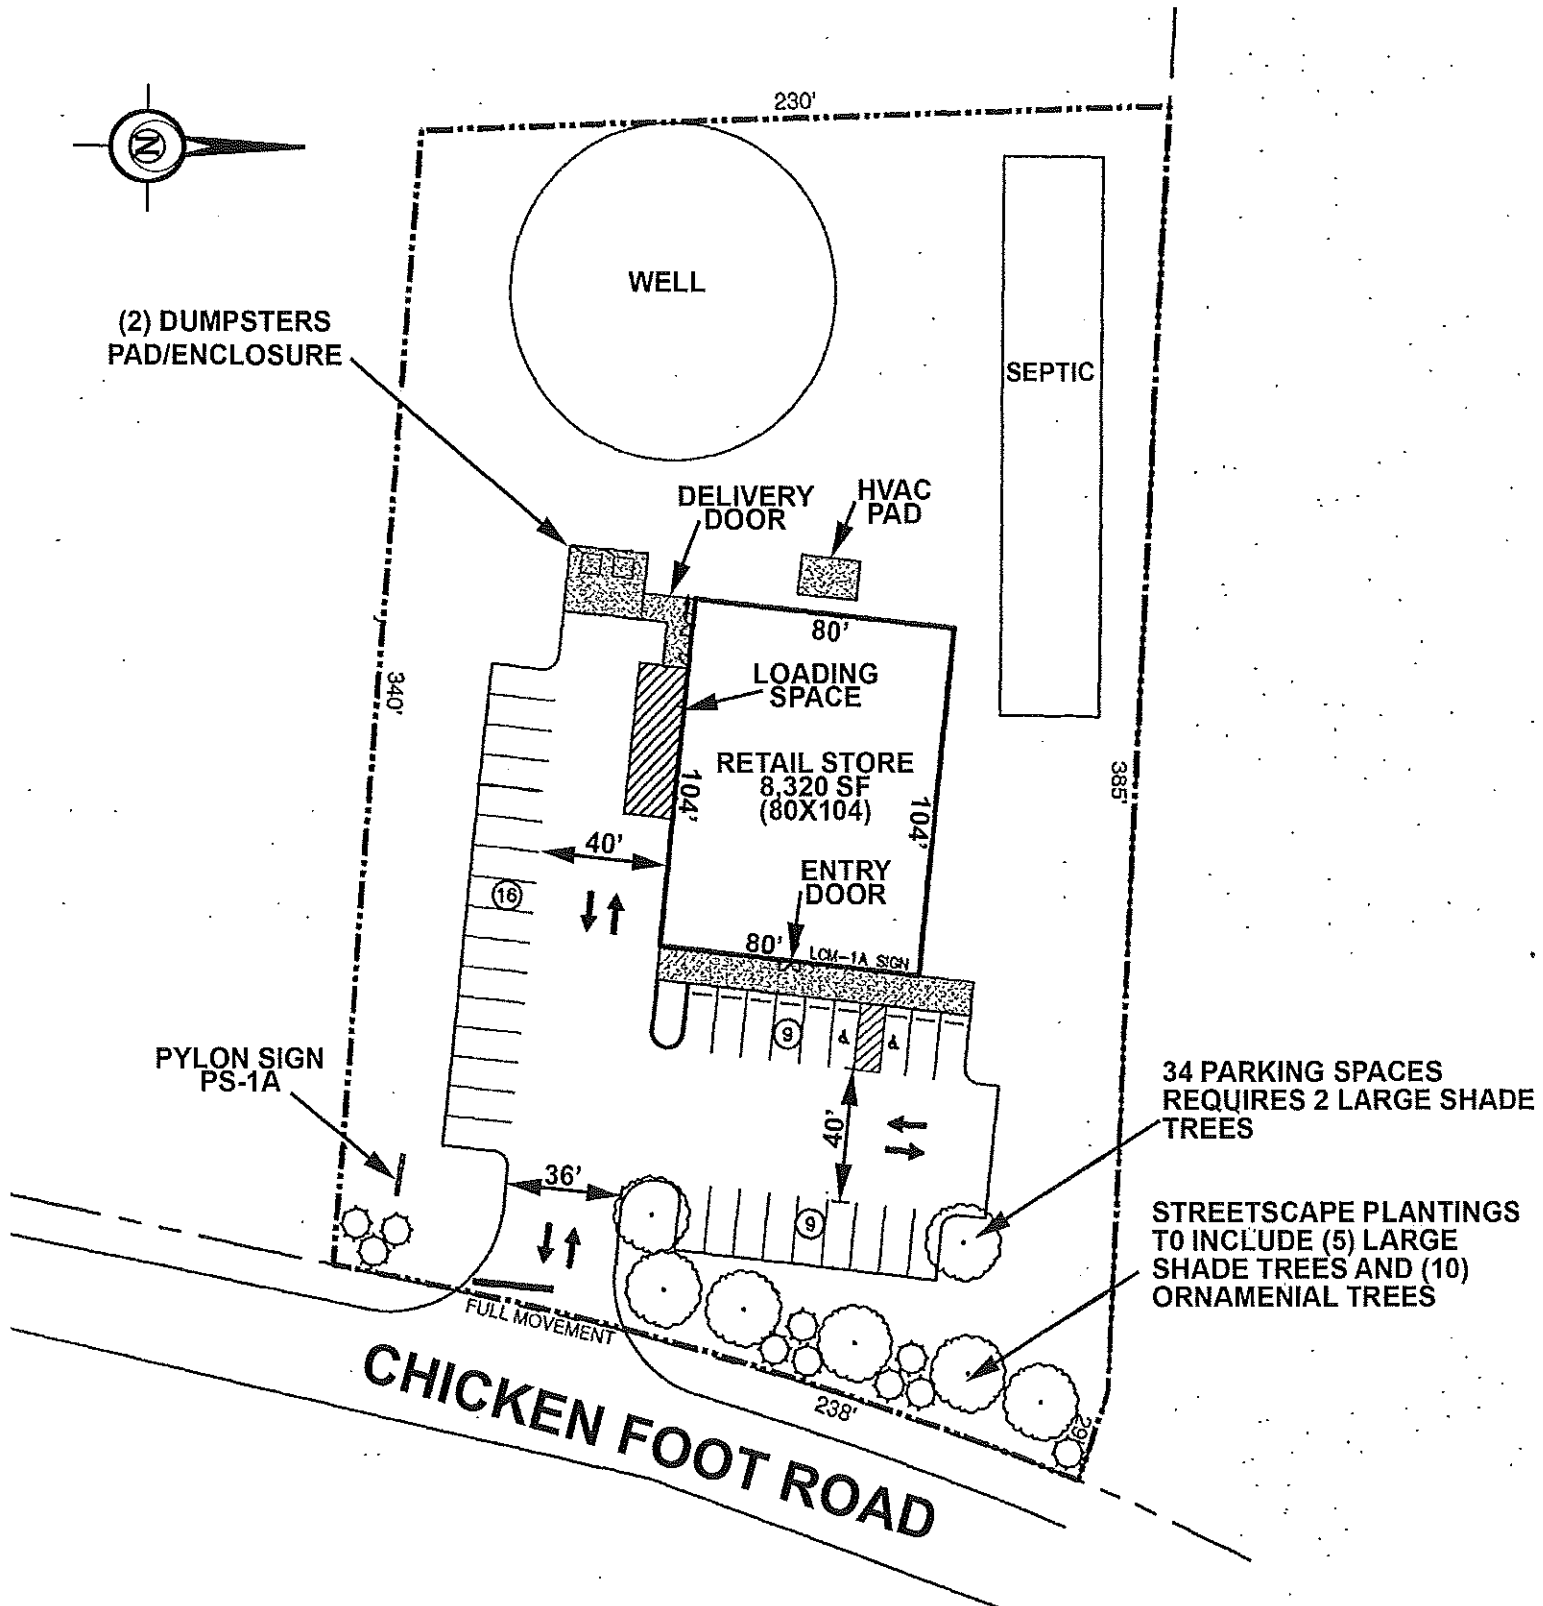 230'
N
WELL
(2) DUMPSTERS
PAD/ENCLOSURE
SEPTIC
DELIVERY
DOOR
HVAC
PAD
80'
LOADING
SPACE
340'
RETAIL STORE
8,320 SF
(80X104)
104'
104'
385'
40'
ENTRY
DOOR
16
80'
LCM-1A SIGN
9
PYLON SIGN
PS-1A
34 PARKING SPACES
REQUIRES 2 LARGE SHADE
TREES
40'
36'
9
STREETSCAPE PLANTINGS
T0 INCLUDE (5) LARGE
SHADE TREES AND (10)
ORNAMENIAL TREES
FULL MOVEMENT
238'
29'
CHICKEN FOOT ROAD